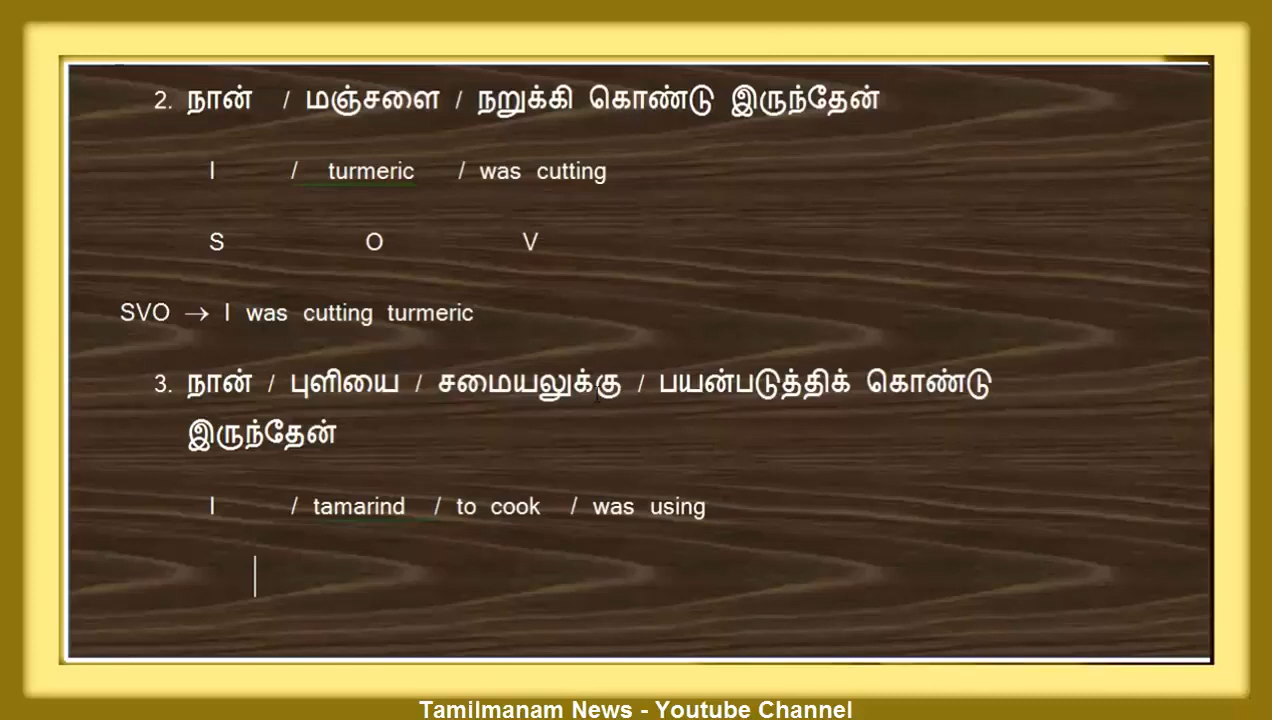 2. நான் / மஞ்சளை / நறுக்கி கொண்டு இருந்தேன்
I / turmeric / was cutting
S O V
SVO → I was cutting turmeric
3. நான் / புளியை / சமையலுக்கு / பயன்படுத்திக் கொண்டு
இருந்தேன்
I / tamarind / to cook / was using
Tamilmanam News - Youtube Channel